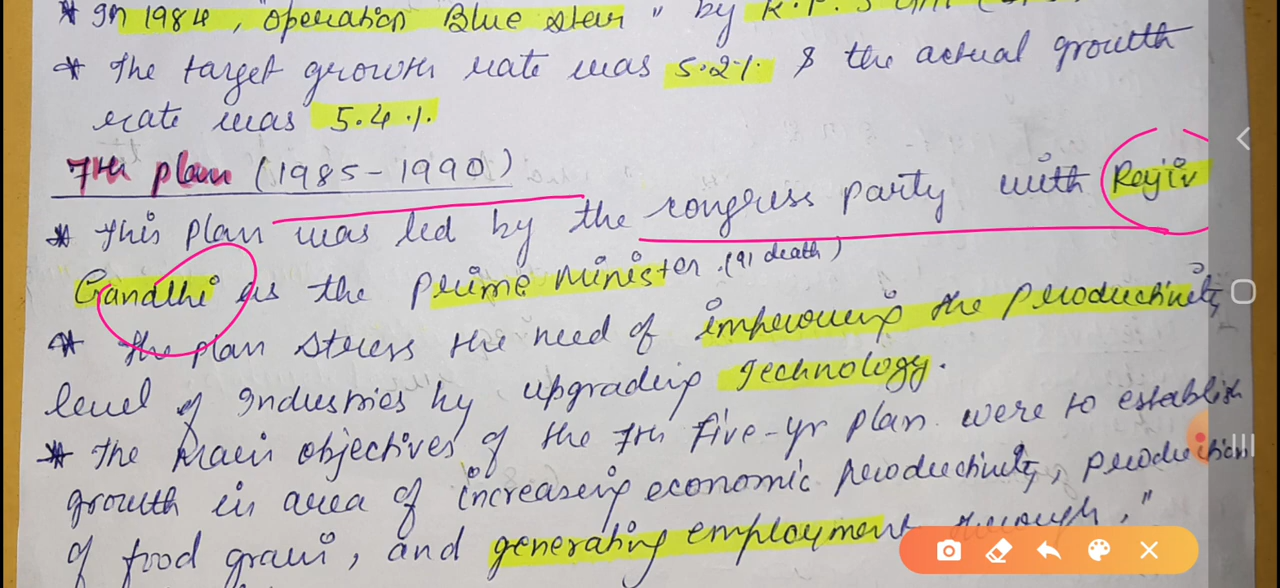 * In 1984, "operation Blue star" by K.P.S
* The target growth rate was 5.2%. & the actual growth
rate was 5.4%.
7th plan (1985-1990)
* This plan was led by the congress party with Rajiv
Gandhi as the Prime Minister. (91 death)
* The plan stress the need of improving the productivity
level of Industries by upgrading Technology.
* The main objectives of the 7th five-yr plan were to establish
growth in area of increasing economic productivity, production
of food grain, and generating employment through,"